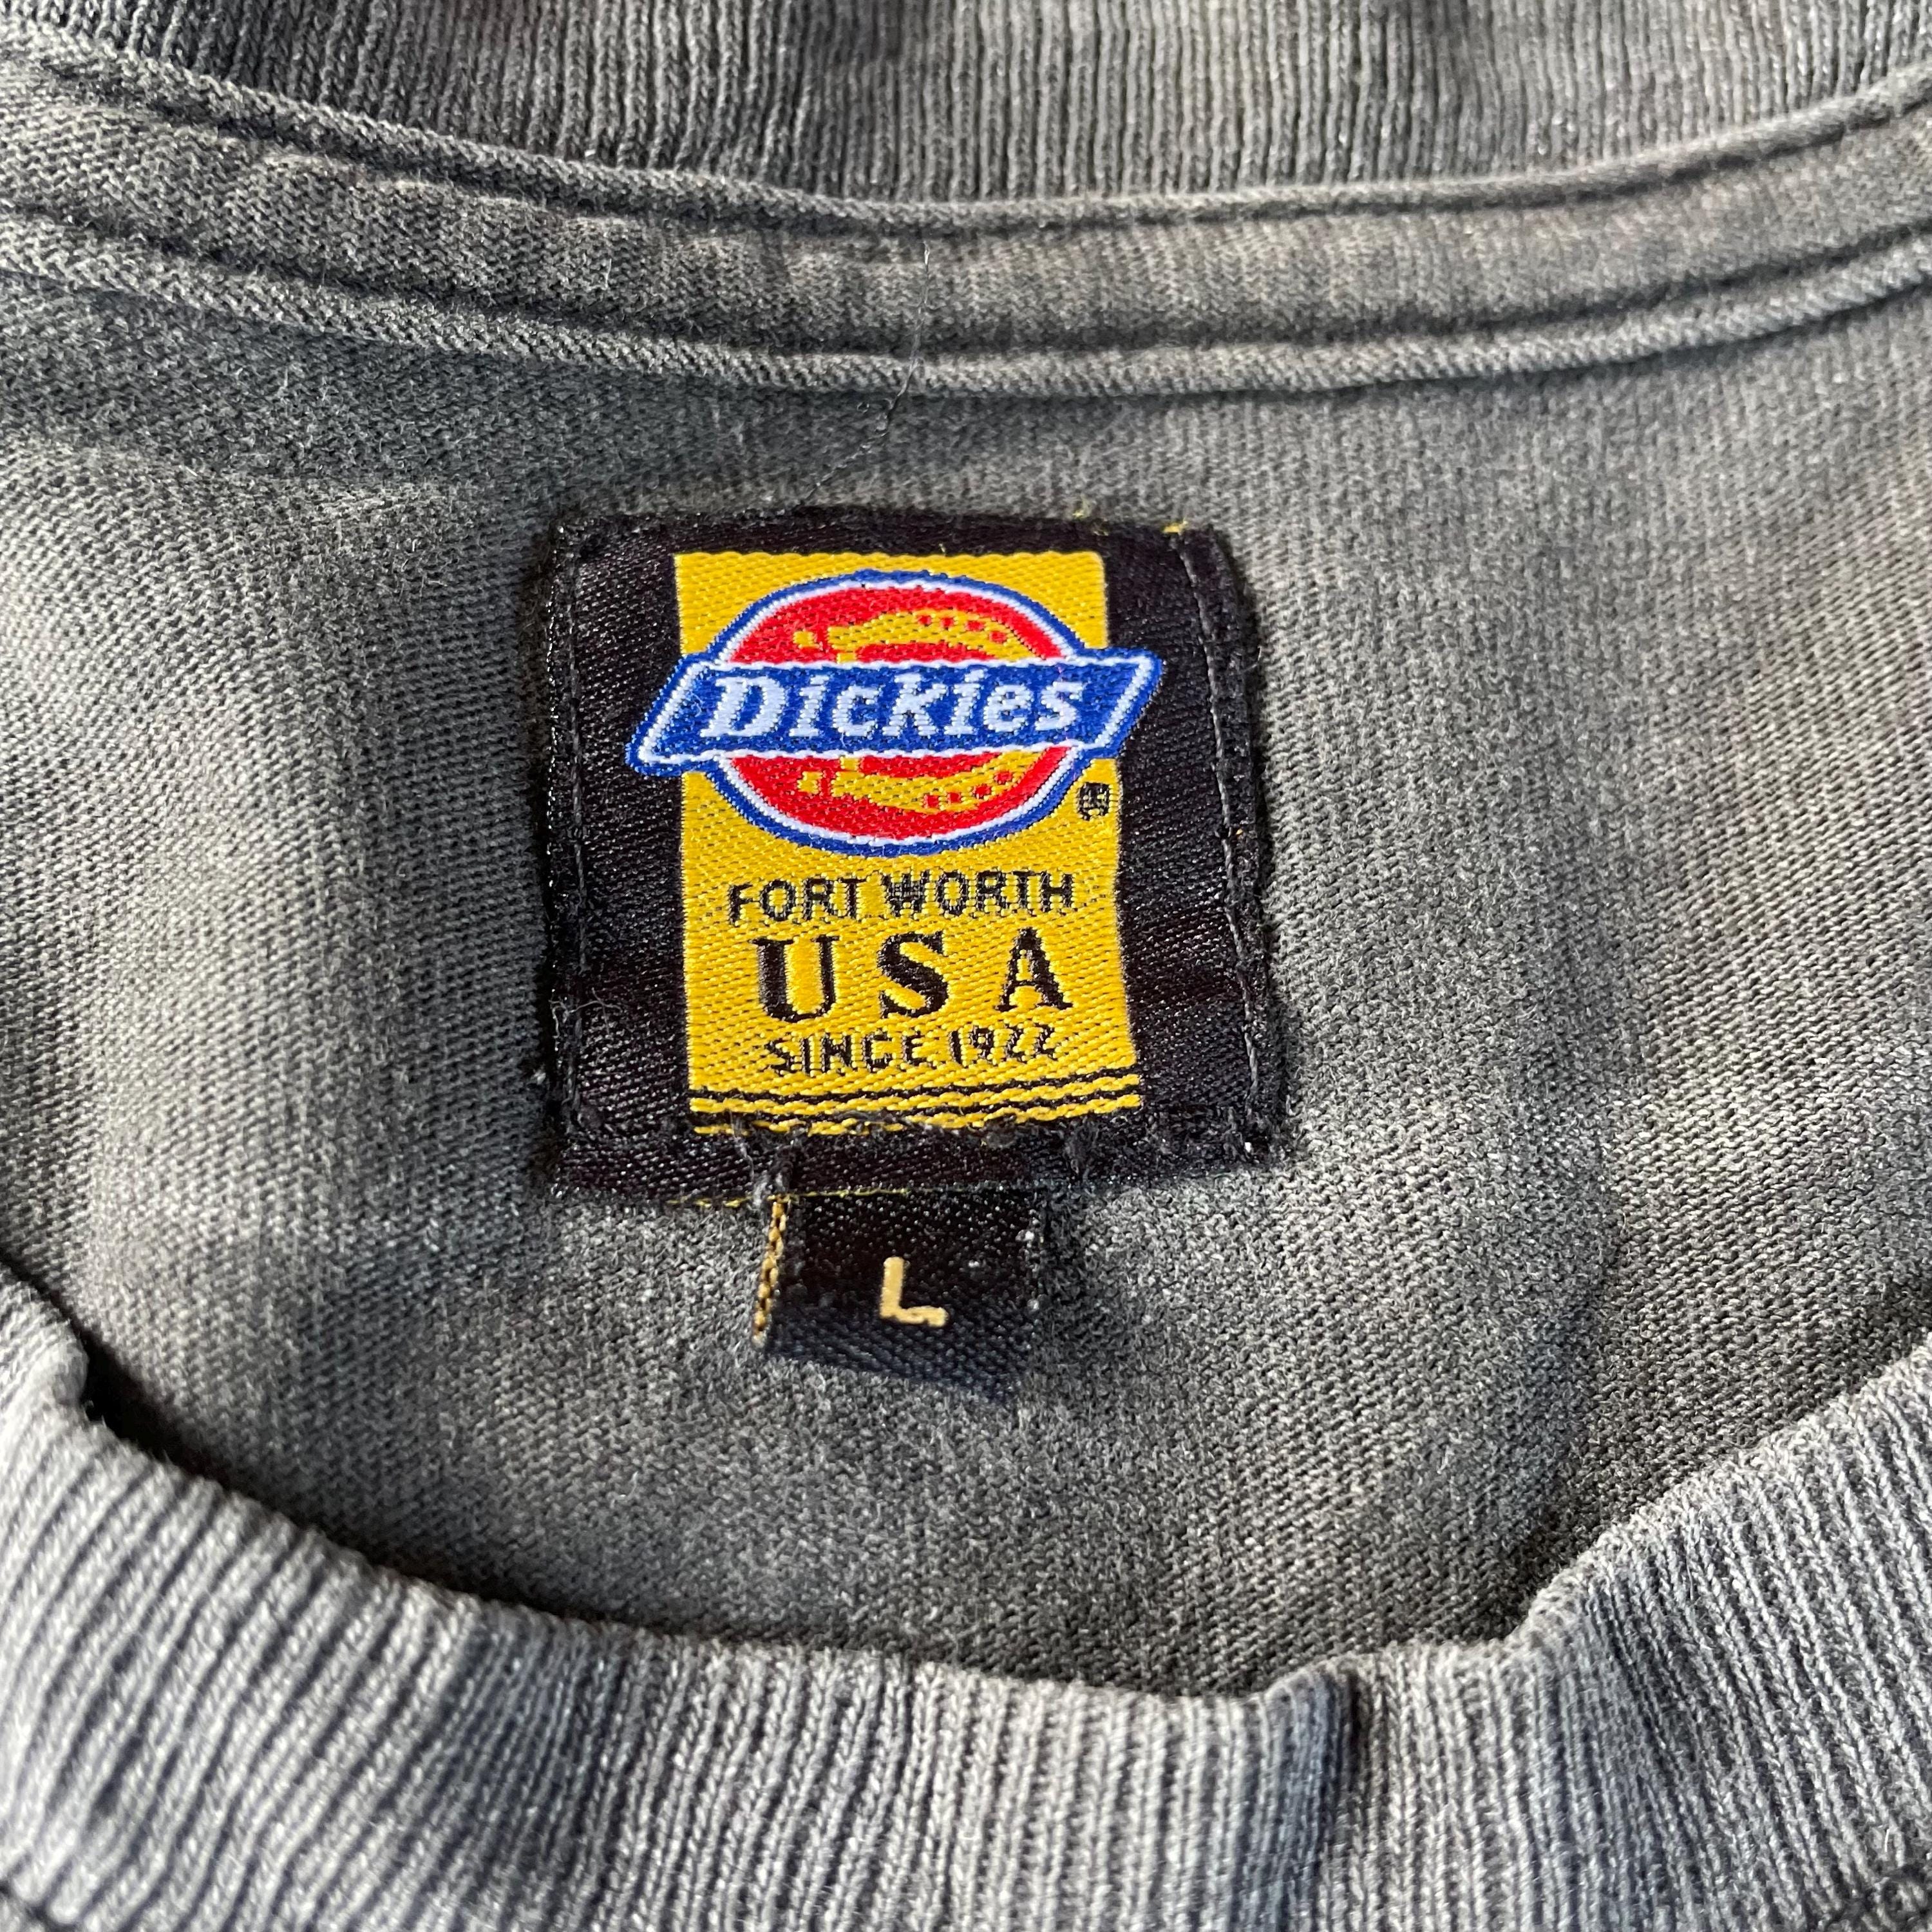 Dickies
®
FORT WORTH
USA
SINCE 1922
L